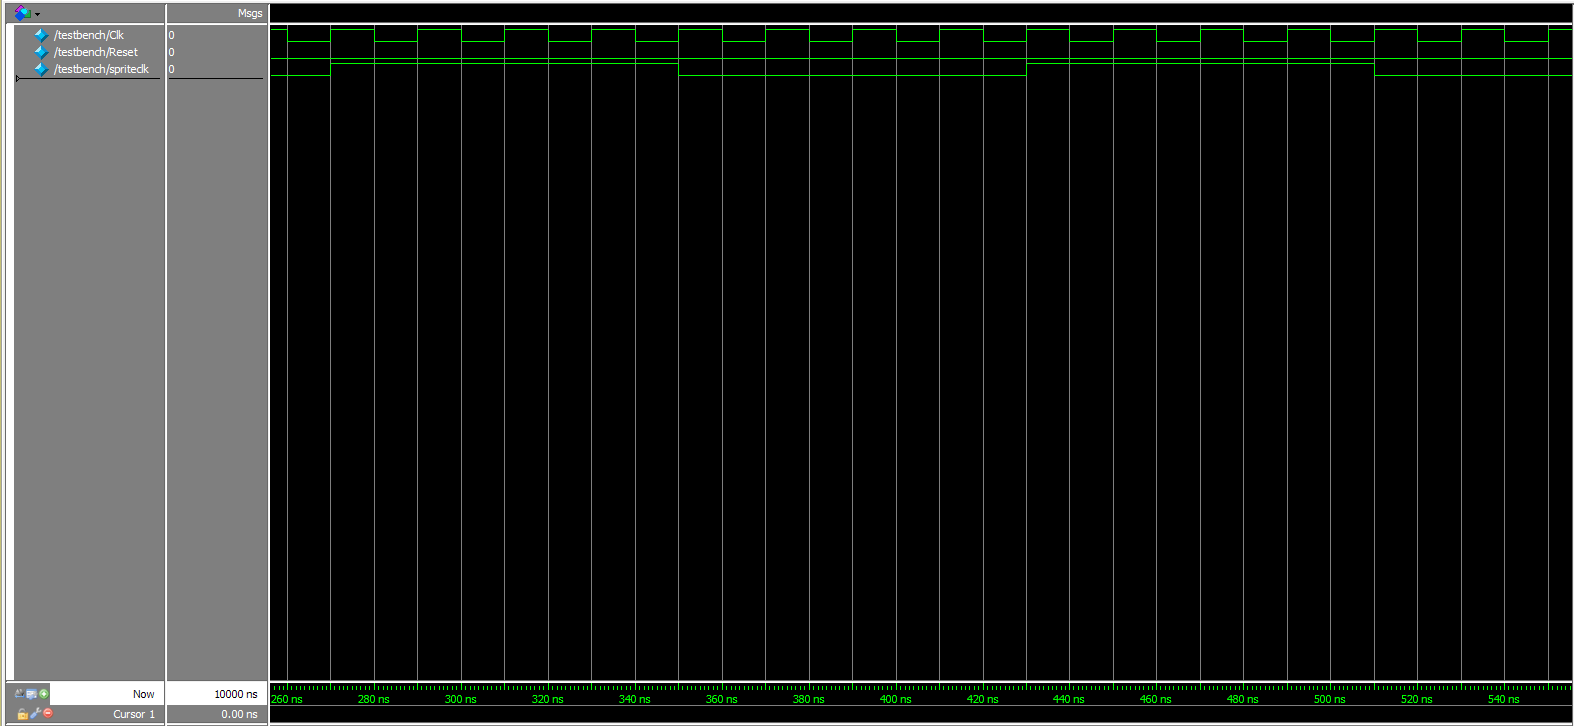 Msgs
/testbench/Clk 0
/testbench/Reset 0
/testbench/spriteclk 0
Now 10000 ns
260 ns 280 ns 300 ns 320 ns 340 ns 360 ns 380 ns 400 ns 420 ns 440 ns 460 ns 480 ns 500 ns 520 ns 540 ns
Cursor 1 0.00 ns